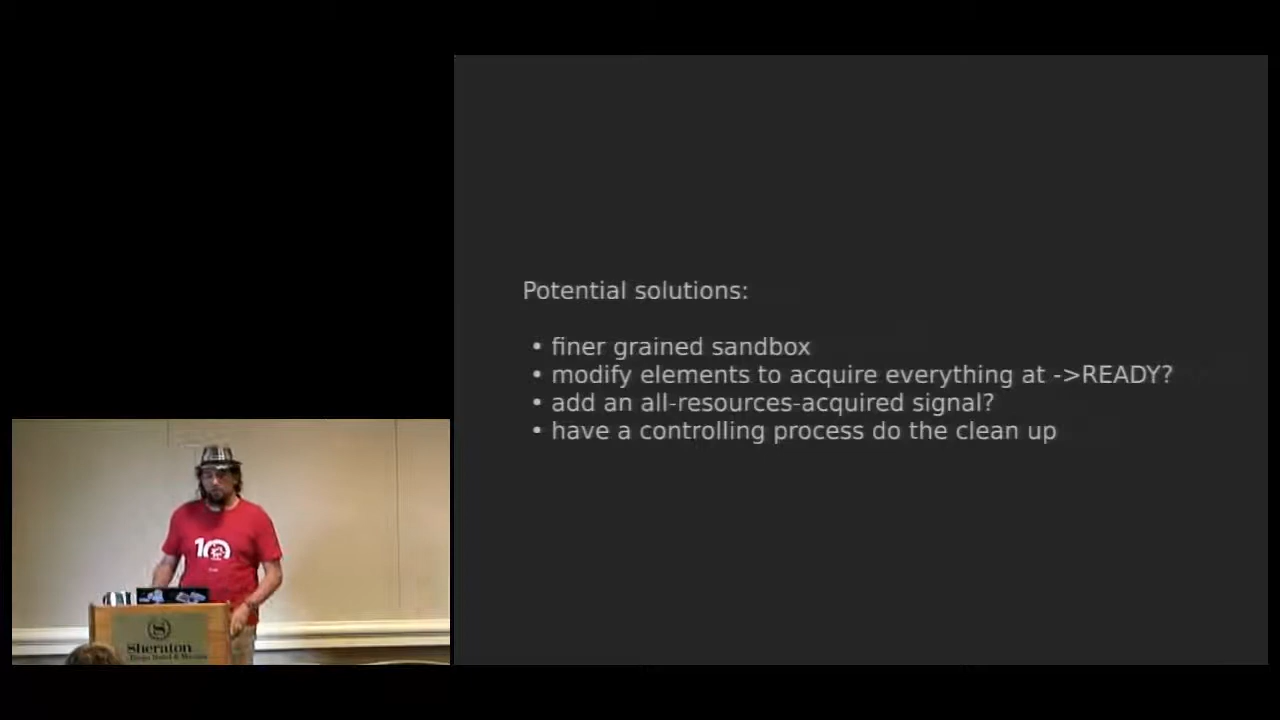 Potential solutions:
• finer grained sandbox
• modify elements to acquire everything at ->READY?
• add an all-resources-acquired signal?
• have a controlling process do the clean up
10
S
Sheraton